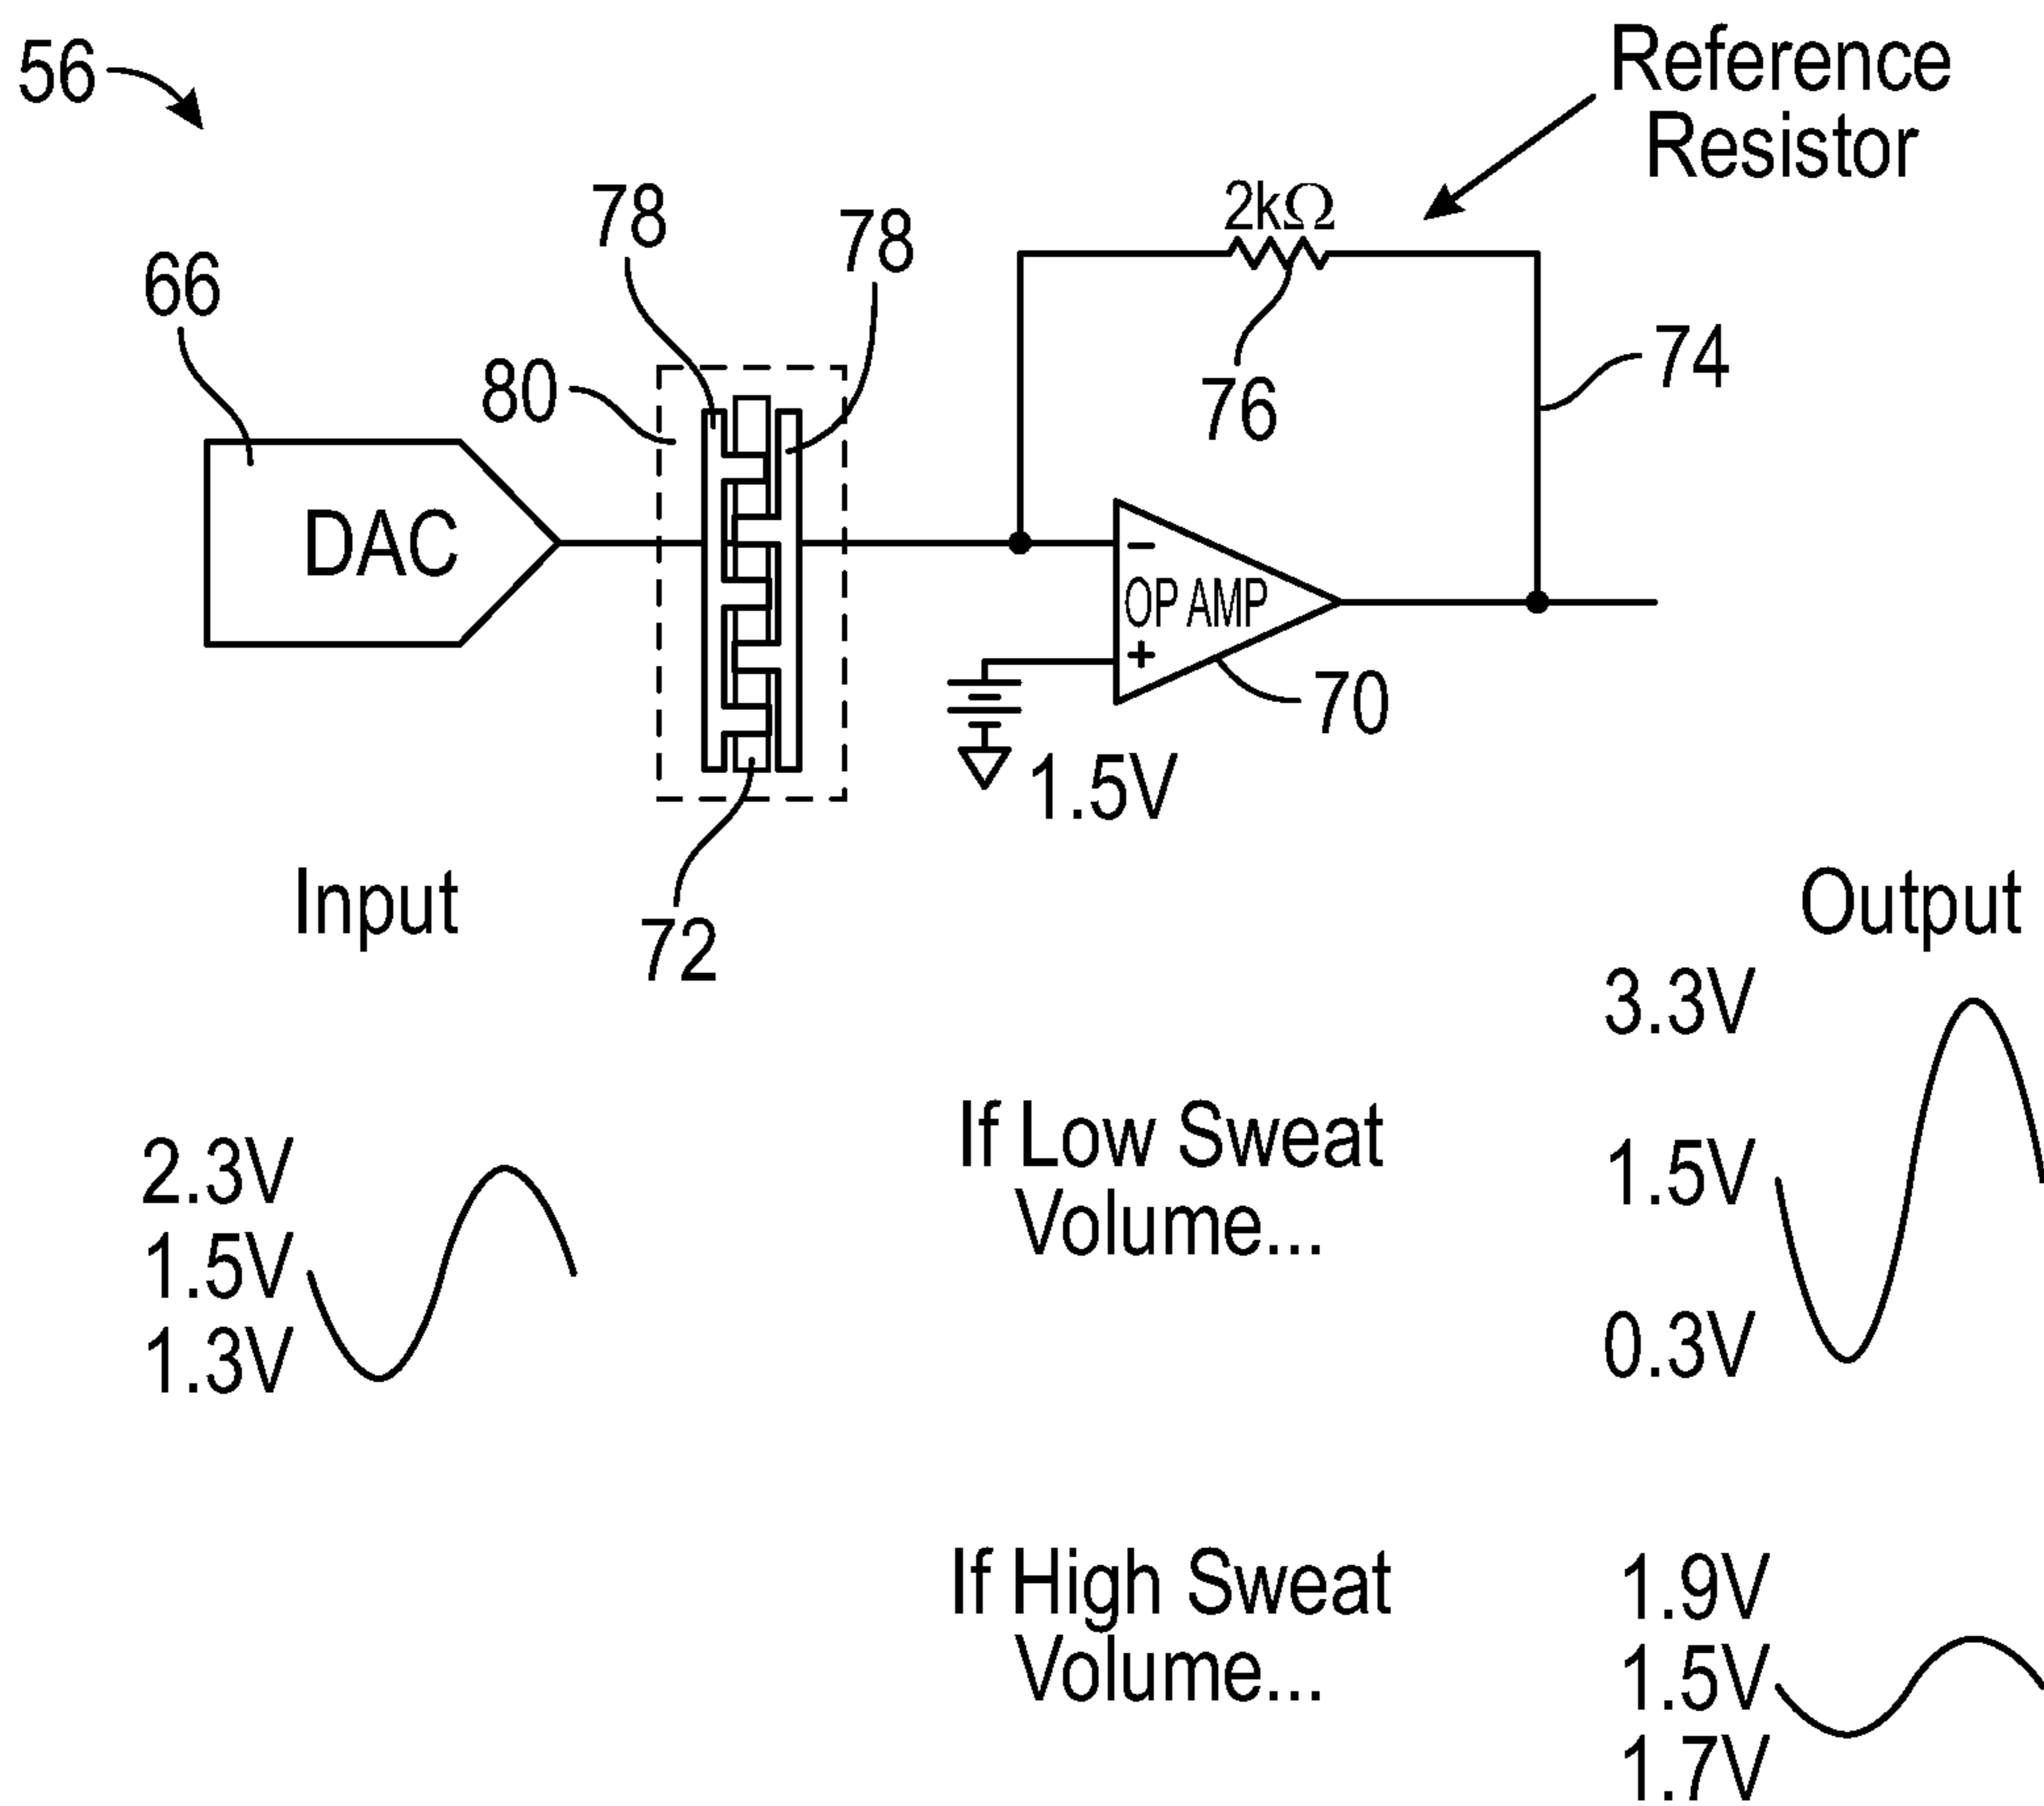 56
Reference
Resistor
2kΩ
78
78
66
80
76
74
DAC
−
OP AMP
+
70
1.5V
72
Input
Output
3.3V
2.3V
1.5V
1.3V
If Low Sweat
Volume...
1.5V
0.3V
If High Sweat
Volume...
1.9V
1.5V
1.7V